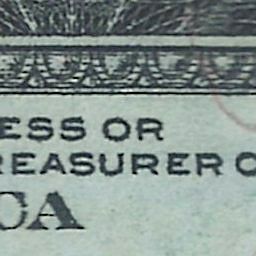 ESS OR
REASURER O
CA